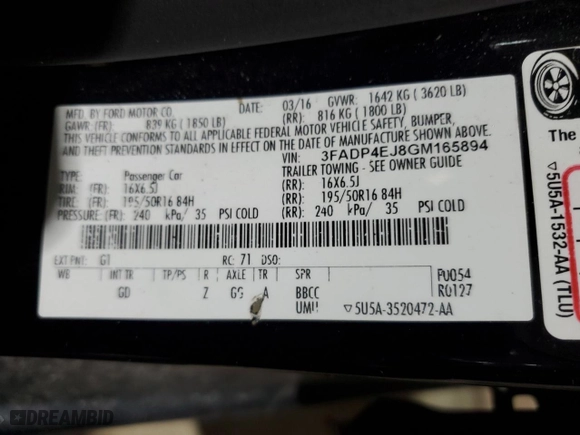 MFD. BY FORD MOTOR CO. DATE: 03/16 GVWR: 1642 KG ( 3620 LB)
GAWR: (FR): 839 KG ( 1850 LB) (RR): 816 KG ( 1800 LB)
THIS VEHICLE CONFORMS TO ALL APPLICABLE FEDERAL MOTOR VEHICLE SAFETY, BUMPER,
AND THEFT PREVENTION STANDARDS IN EFFECT ON THE DATE OF MANUFACTURE SHOWN ABOVE.
VIN: 3FADP4EJ8GM165894
TYPE: Passenger Car TRAILER TOWING - SEE OWNER GUIDE
RIM: (FR): 16X6.5J (RR): 16X6.5J
TIRE: (FR): 195/50R16 84H (RR): 195/50R16 84H
PRESSURE: (FR): 240 kPa/ 35 PSI COLD (RR): 240 kPa/ 35 PSI COLD
EXT PNT: G1 RC: 71 DSO:
WB INT TR TP/PS R AXLE TR SPR P0054
GD Z GS A BBCC R0127
UMU ▽5U5A-3520472-AA
The
▽5U5A-1532-AA (TLU)
DREAMBID